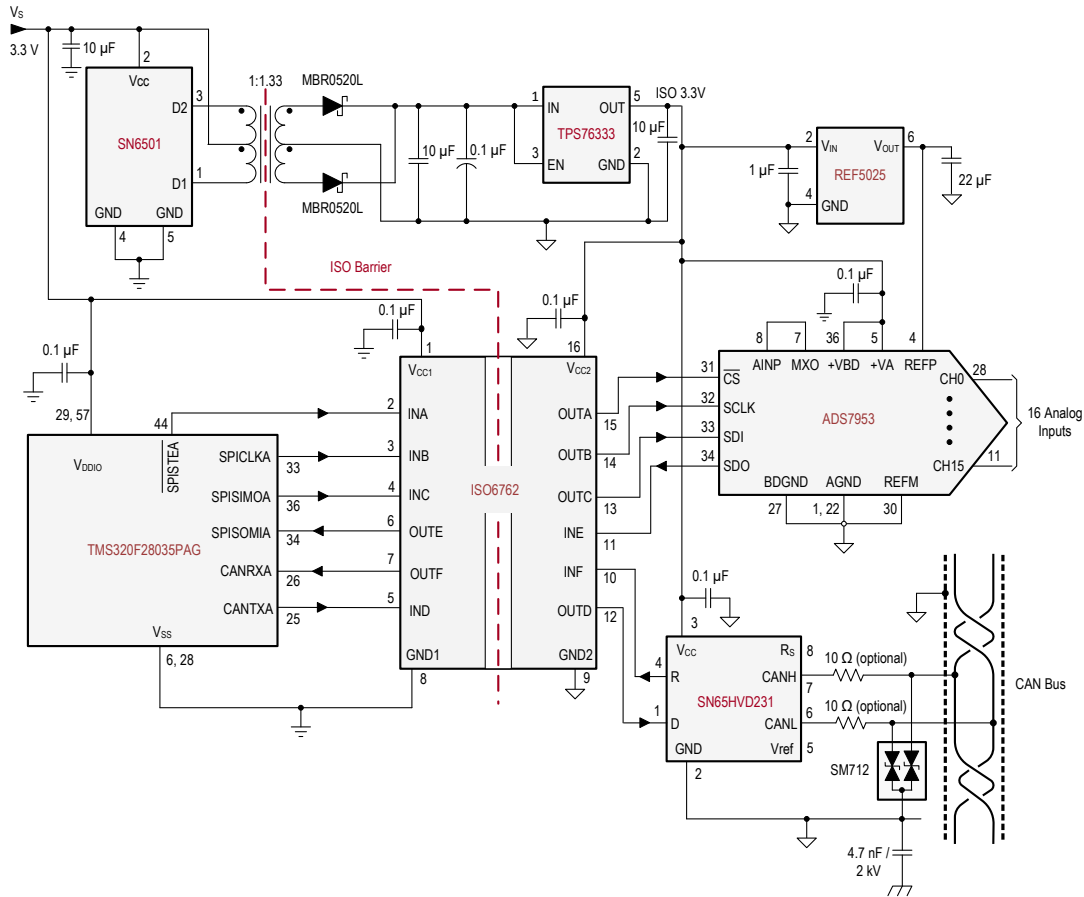 VS
3.3 V
10 µF
2
Vcc
D2
3
SN6501
D1
1
GND
GND
4
5
1:1.33
MBR0520L
MBR0520L
10 µF
0.1 µF
1
IN
OUT
5
TPS76333
3
EN
GND
2
ISO 3.3V
10 µF
1 µF
2
VIN
VOUT
6
REF5025
4
GND
22 µF
ISO Barrier
0.1 µF
0.1 µF
0.1 µF
0.1 µF
29, 57
44
VDDIO
SPISTEA
SPICLKA
33
SPISIMOA
36
SPISOMIA
34
TMS320F28035PAG
CANRXA
26
CANTXA
25
VSS
6, 28
1
VCC1
2
INA
3
INB
4
INC
6
OUTE
7
OUTF
5
IND
GND1
8
ISO6762
16
VCC2
OUTA
15
OUTB
14
OUTC
13
INE
11
INF
10
OUTD
12
GND2
9
8
7
36
5
4
AINP
MXO
+VBD
+VA
REFP
31
CS
32
SCLK
33
SDI
34
SDO
ADS7953
CH0
28
CH15
11
16 Analog
Inputs
BDGND
AGND
REFM
27
1, 22
30
0.1 µF
3
VCC
RS
8
4
R
CANH
7
SN65HVD231
1
D
CANL
6
GND
Vref
5
2
10 Ω (optional)
10 Ω (optional)
SM712
4.7 nF /
2 kV
CAN Bus